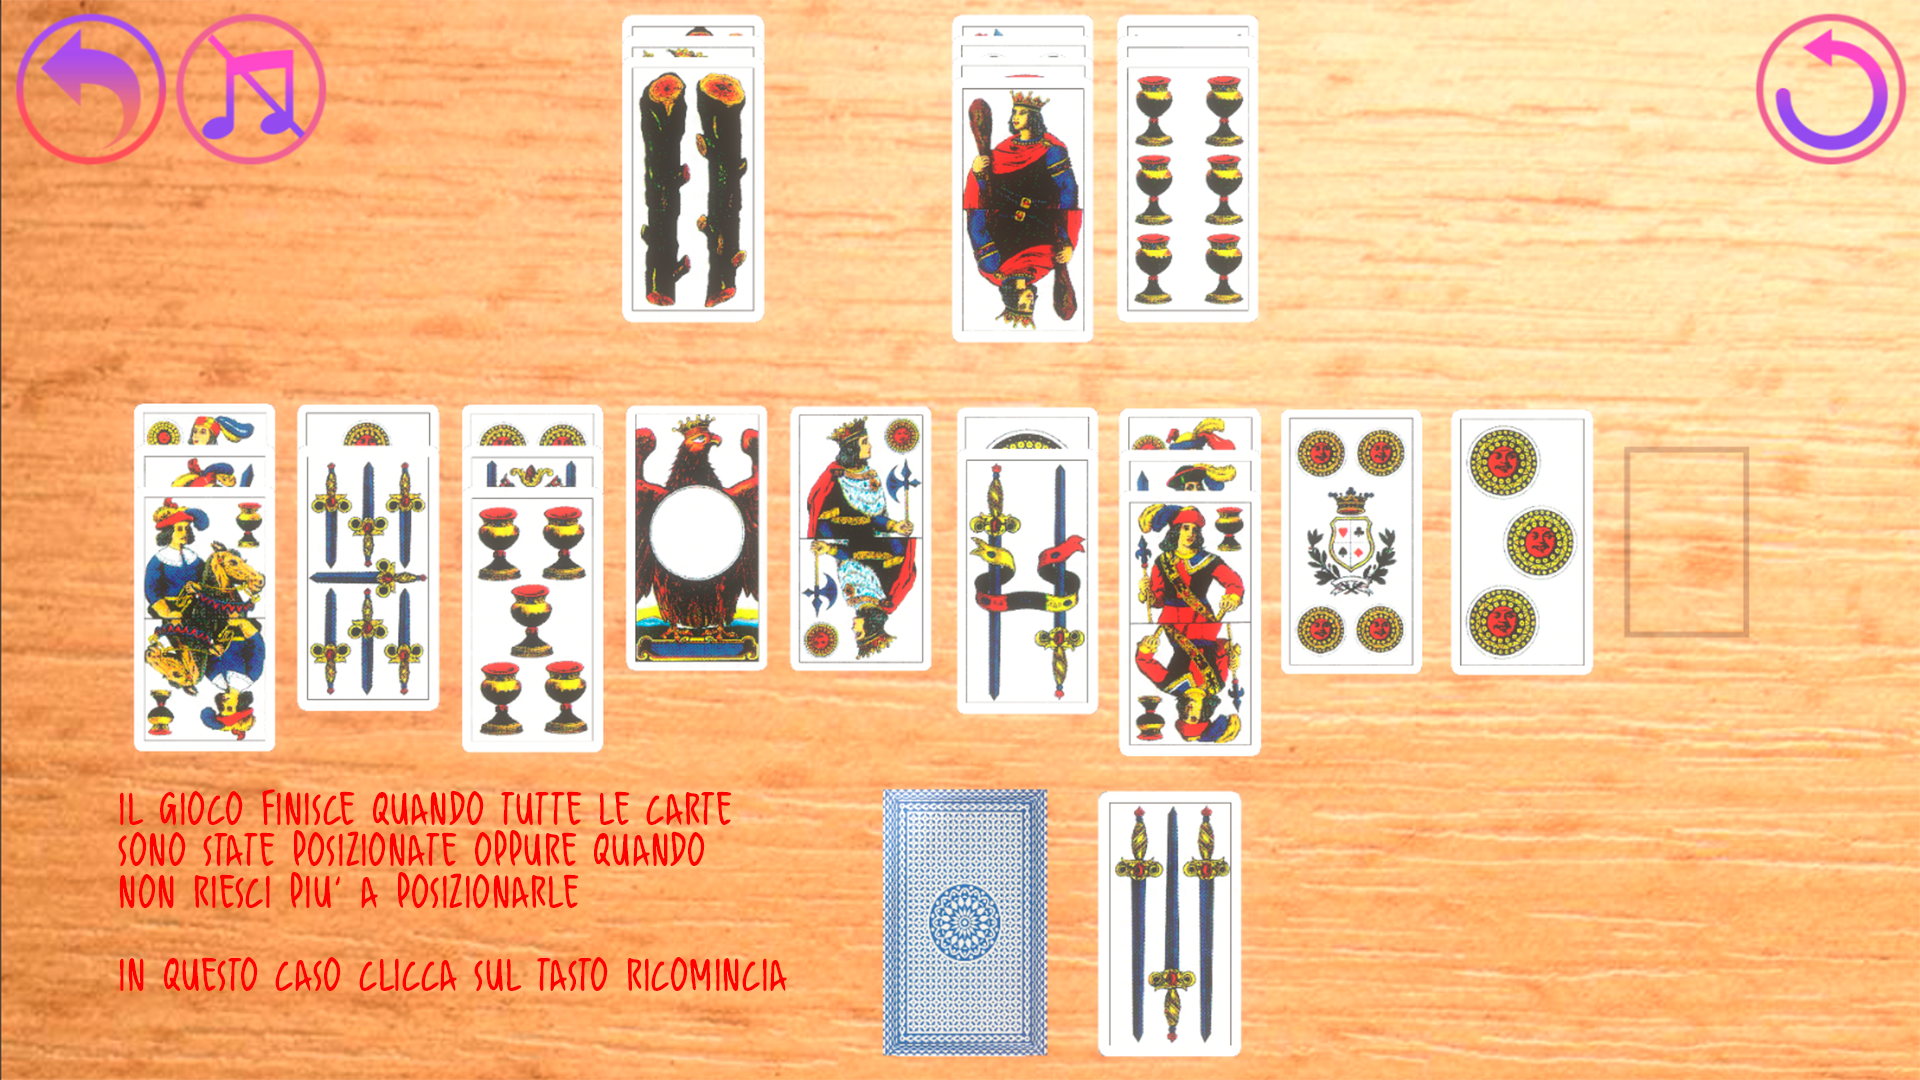 IL GIOCO FINISCE QUANDO TUTTE LE CARTE
SONO STATE POSIZIONATE OPPURE QUANDO
NON RIESCI PIU' A POSIZIONARLE
IN QUESTO CASO CLICCA SUL TASTO RICOMINCIA